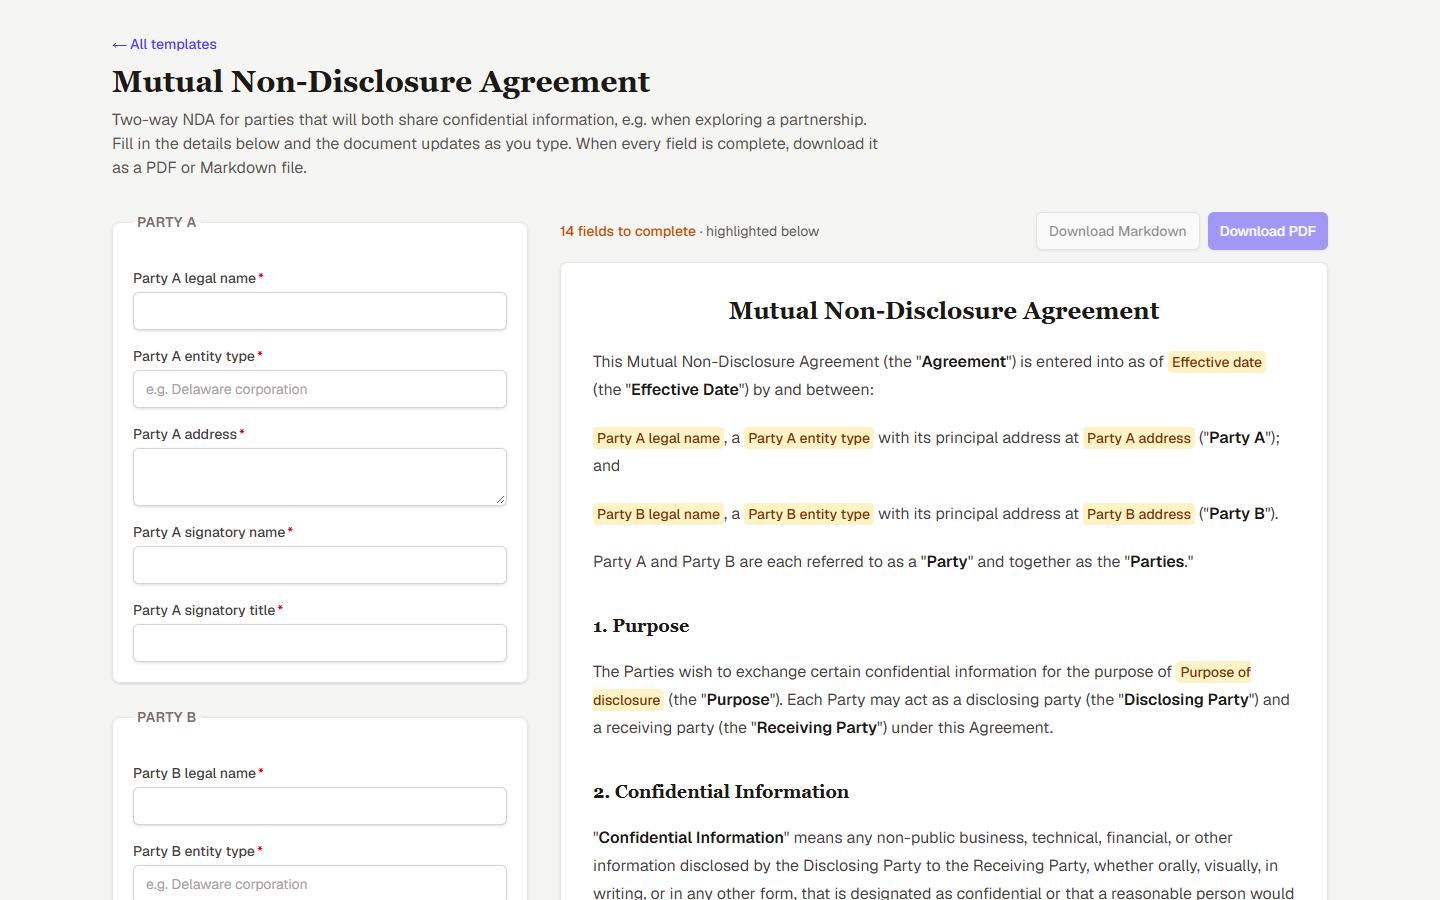 ← All templates
Mutual Non-Disclosure Agreement
Two-way NDA for parties that will both share confidential information, e.g. when exploring a partnership.
Fill in the details below and the document updates as you type. When every field is complete, download it
as a PDF or Markdown file.
PARTY A
Party A legal name*
Party A entity type*
e.g. Delaware corporation
Party A address*
Party A signatory name*
Party A signatory title*
PARTY B
Party B legal name*
Party B entity type*
e.g. Delaware corporation
14 fields to complete · highlighted below
Download Markdown
Download PDF
Mutual Non-Disclosure Agreement
This Mutual Non-Disclosure Agreement (the "Agreement") is entered into as of Effective date
(the "Effective Date") by and between:
Party A legal name, a Party A entity type with its principal address at Party A address ("Party A");
and
Party B legal name, a Party B entity type with its principal address at Party B address ("Party B").
Party A and Party B are each referred to as a "Party" and together as the "Parties."
1. Purpose
The Parties wish to exchange certain confidential information for the purpose of Purpose of
disclosure (the "Purpose"). Each Party may act as a disclosing party (the "Disclosing Party") and
a receiving party (the "Receiving Party") under this Agreement.
2. Confidential Information
"Confidential Information" means any non-public business, technical, financial, or other
information disclosed by the Disclosing Party to the Receiving Party, whether orally, visually, in
writing, or in any other form, that is designated as confidential or that a reasonable person would